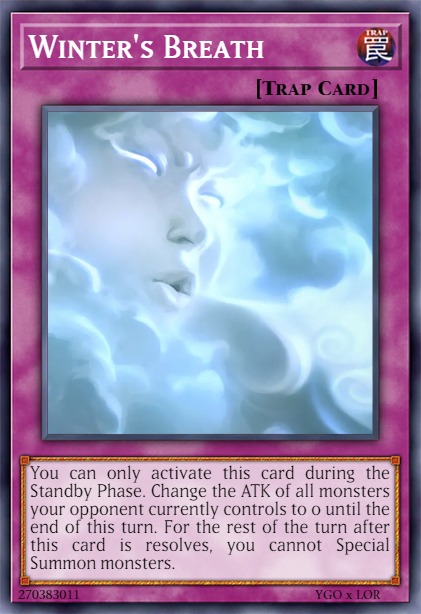 Winter's Breath
TRAP
罠
[Trap Card]
You can only activate this card during the
Standby Phase. Change the ATK of all monsters
your opponent currently controls to 0 until the
end of this turn. For the rest of the turn after
this card is resolves, you cannot Special
Summon monsters.
270383011
YGO x LOR